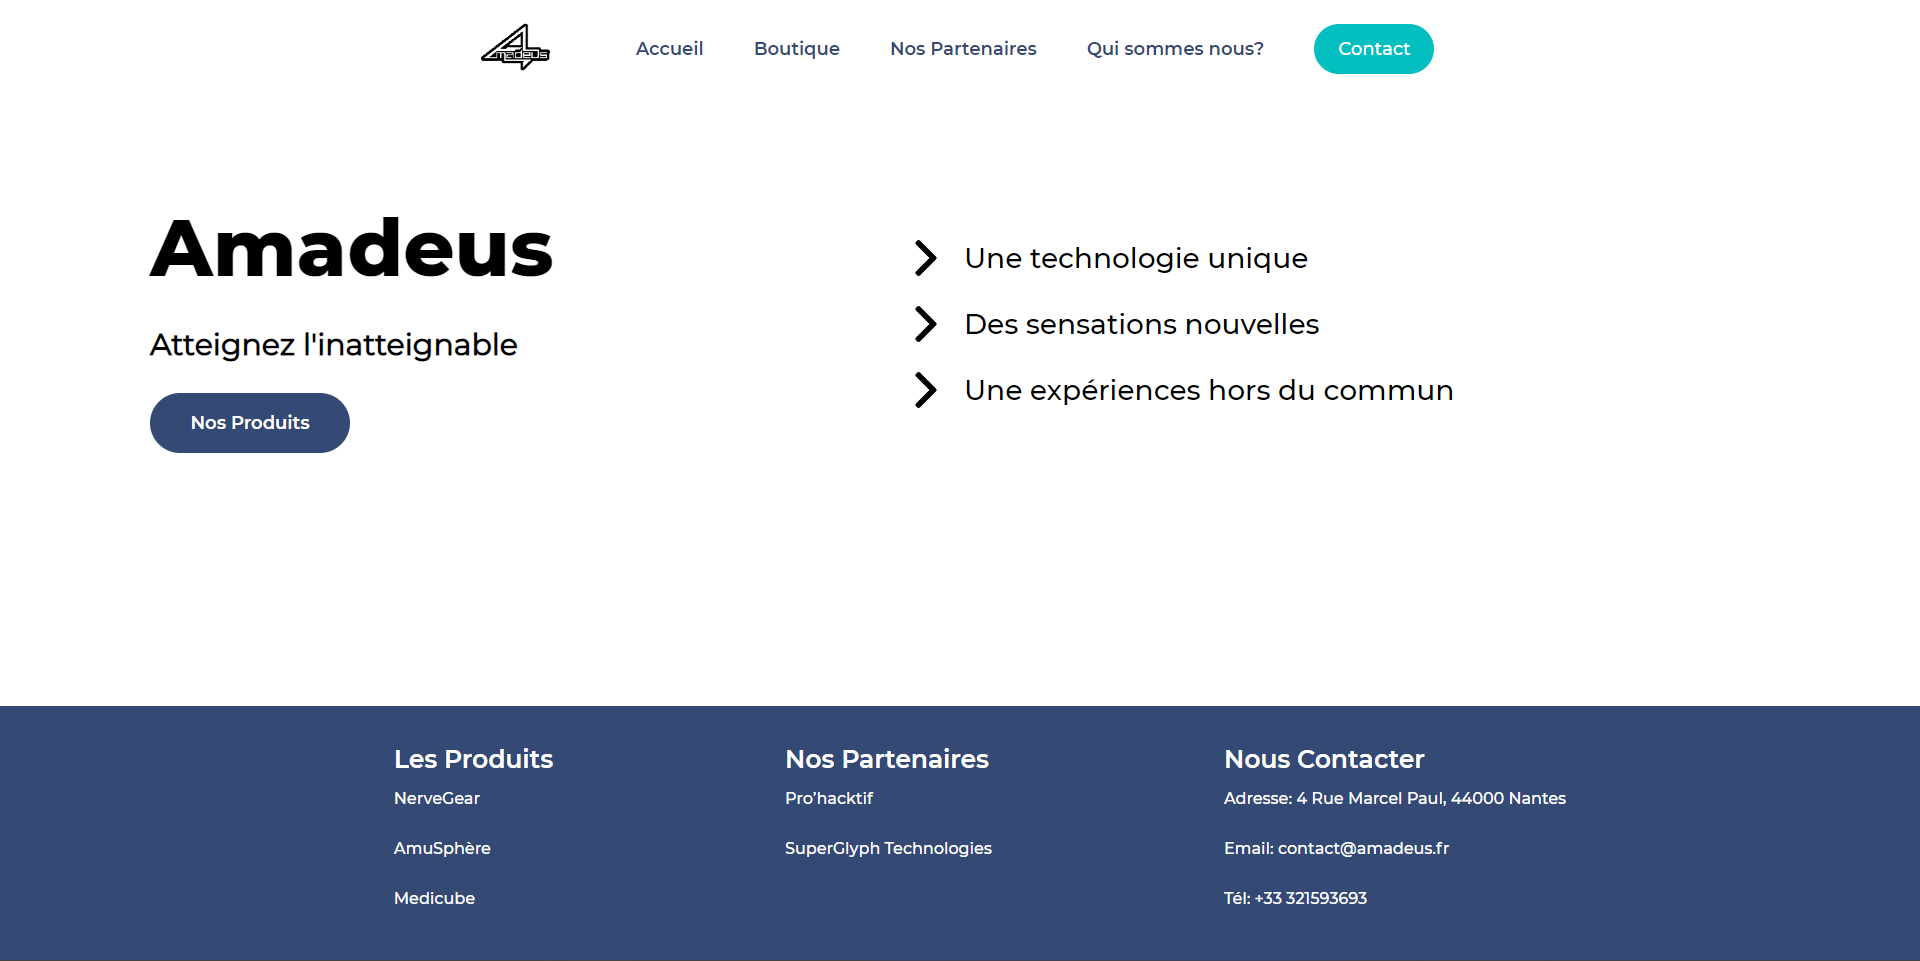 Amadeus
Accueil
Boutique
Nos Partenaires
Qui sommes nous?
Contact
Amadeus
Atteignez l'inatteignable
Nos Produits
Une technologie unique
Des sensations nouvelles
Une expériences hors du commun
Les Produits
NerveGear
AmuSphère
Medicube
Nos Partenaires
Pro’hacktif
SuperGlyph Technologies
Nous Contacter
Adresse: 4 Rue Marcel Paul, 44000 Nantes
Email: contact@amadeus.fr
Tél: +33 321593693